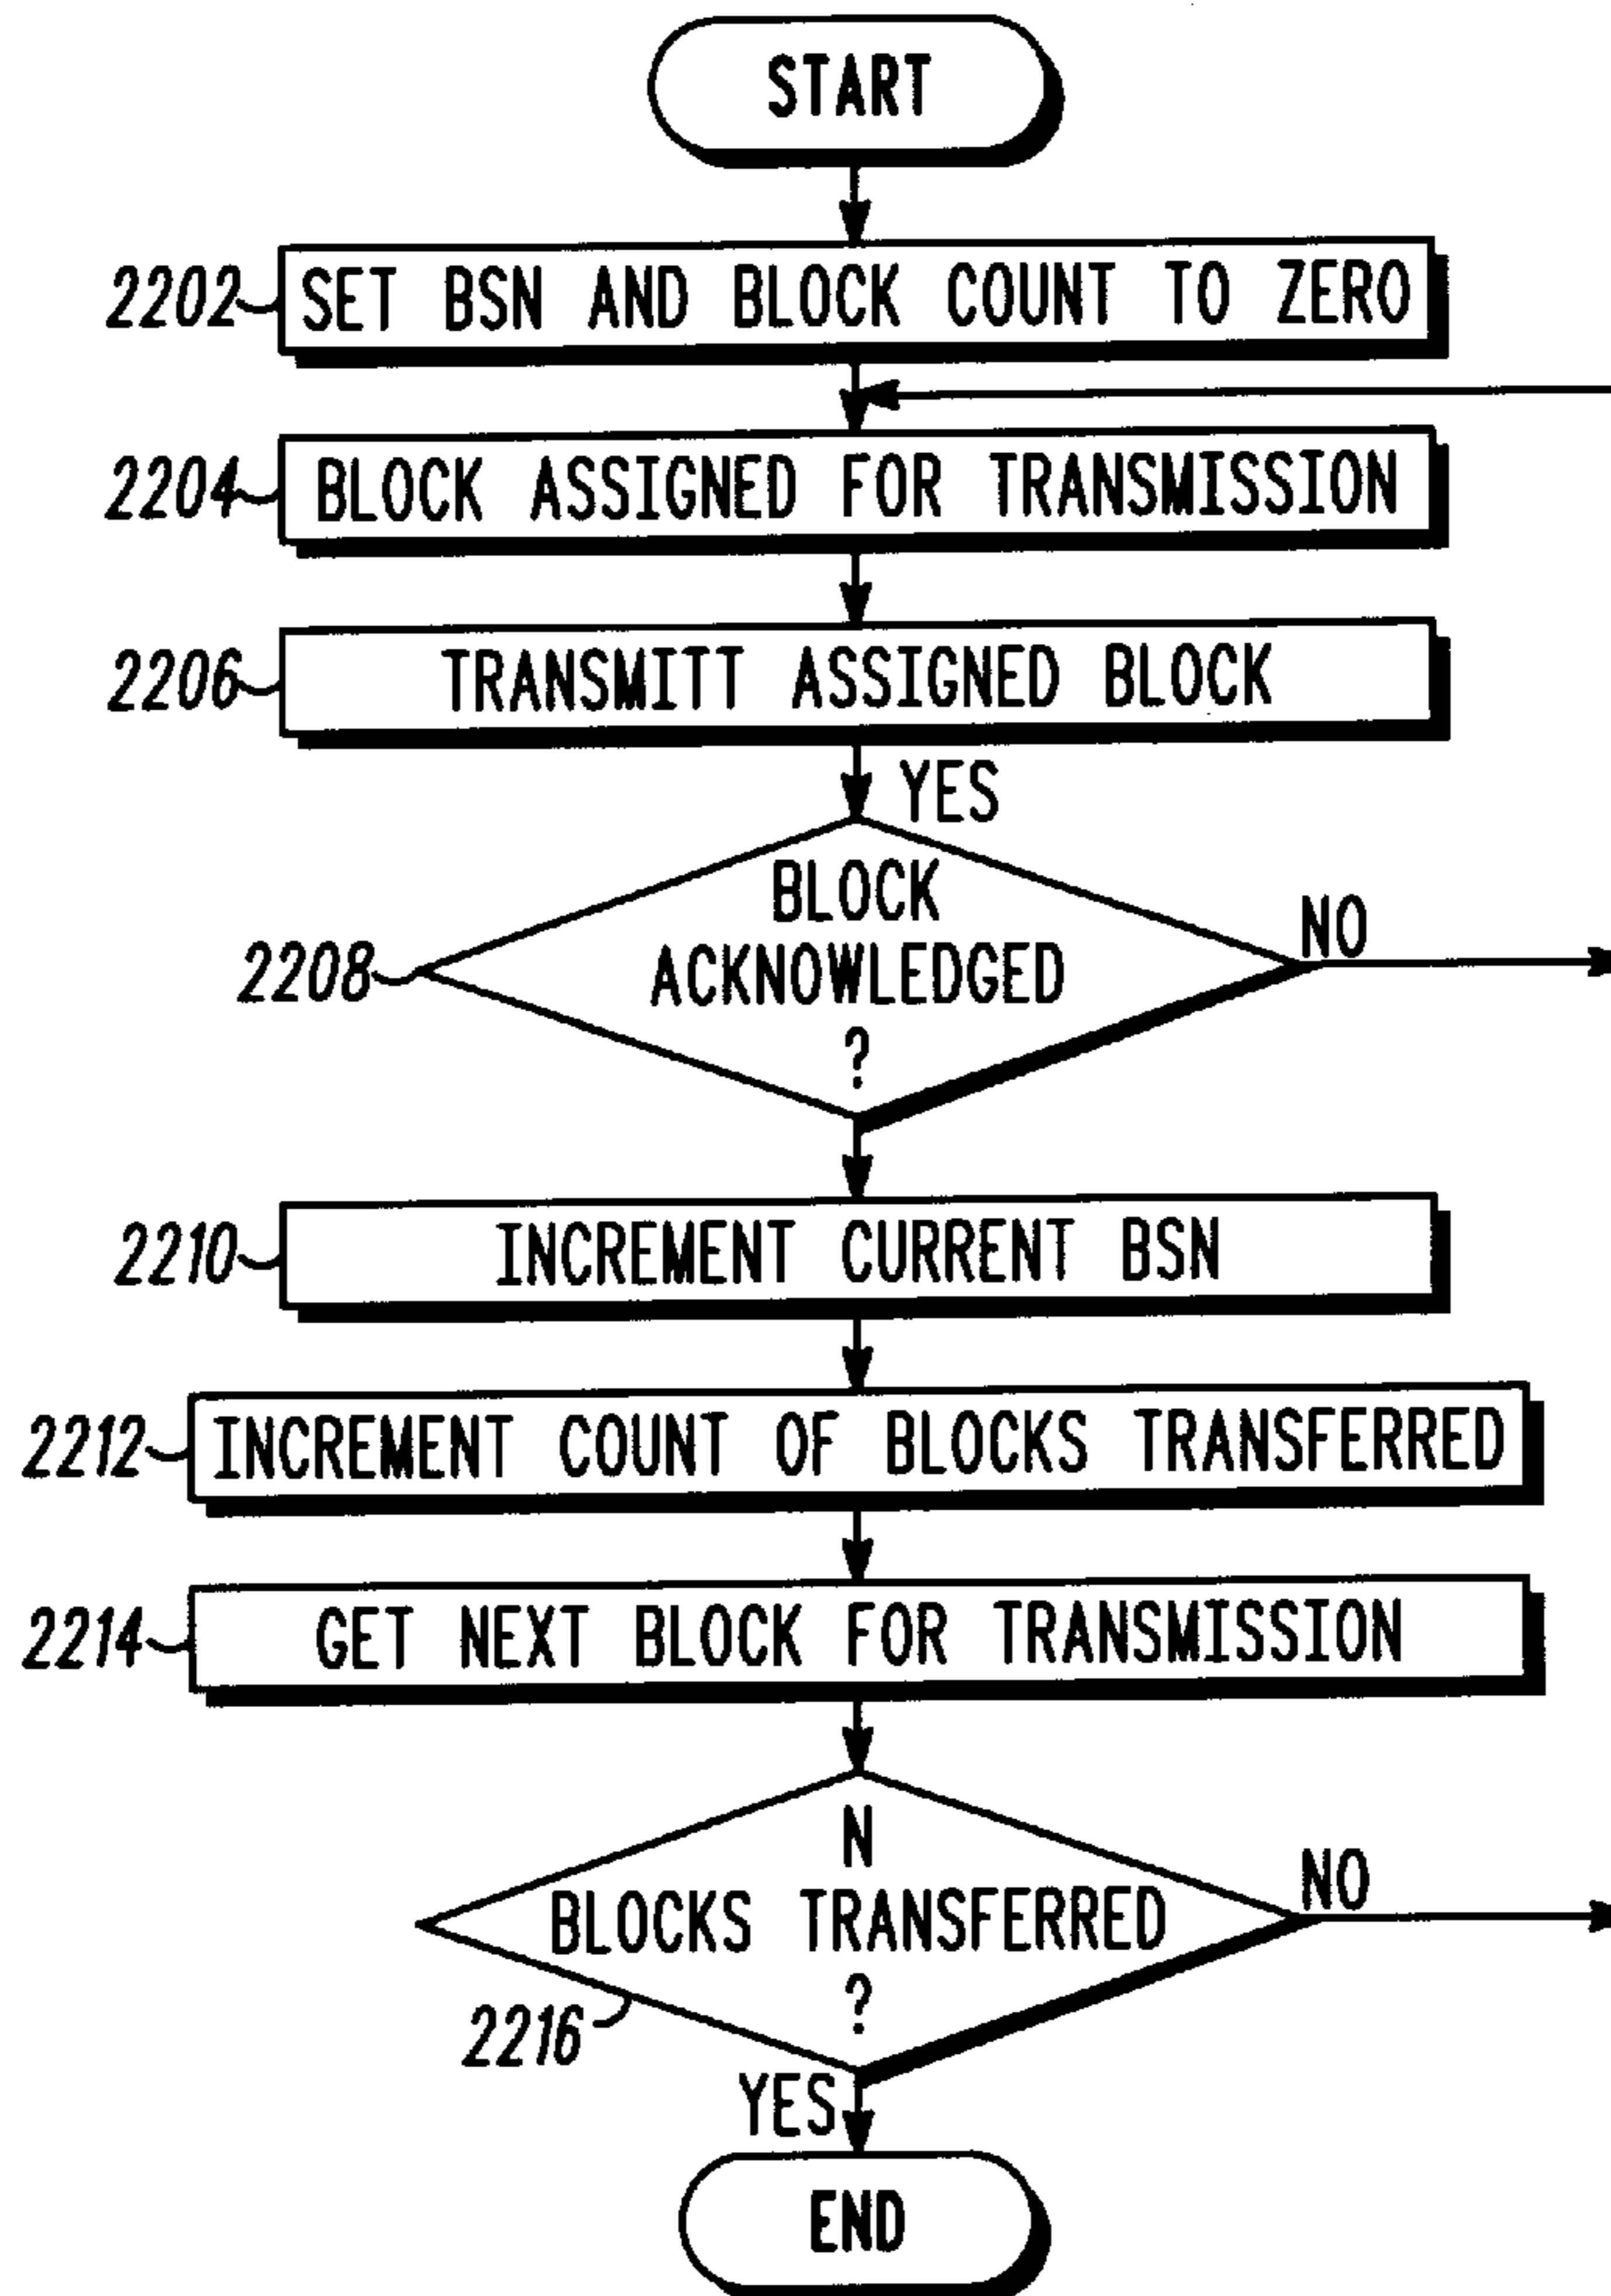 START
2202 SET BSN AND BLOCK COUNT TO ZERO
2204 BLOCK ASSIGNED FOR TRANSMISSION
2206 TRANSMITT ASSIGNED BLOCK
YES
BLOCK
NO
2208 ACKNOWLEDGED
?
2210 INCREMENT CURRENT BSN
2212 INCREMENT COUNT OF BLOCKS TRANSFERRED
2214 GET NEXT BLOCK FOR TRANSMISSION
N
NO
BLOCKS TRANSFERRED
?
2216
YES
END